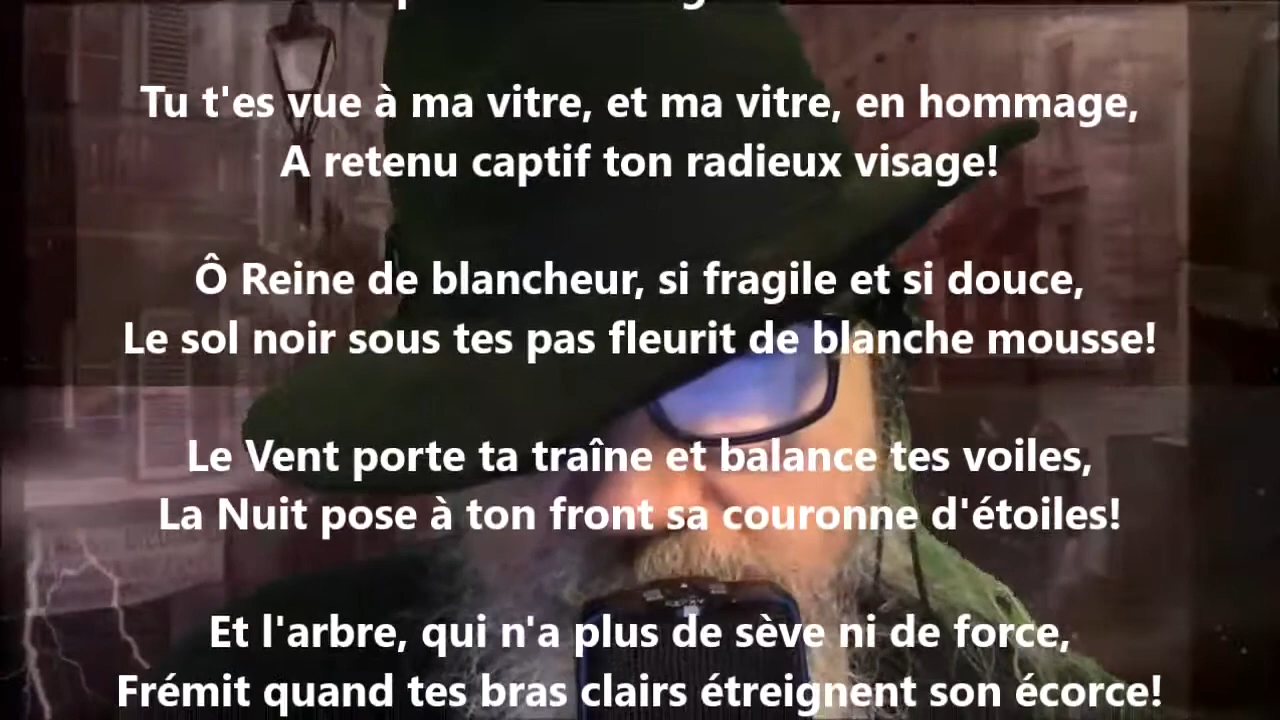 Tu t'es vue à ma vitre, et ma vitre, en hommage,
A retenu captif ton radieux visage!
Ô Reine de blancheur, si fragile et si douce,
Le sol noir sous tes pas fleurit de blanche mousse!
Le Vent porte ta traîne et balance tes voiles,
La Nuit pose à ton front sa couronne d'étoiles!
Et l'arbre, qui n'a plus de sève ni de force,
Frémit quand tes bras clairs étreignent son écorce!